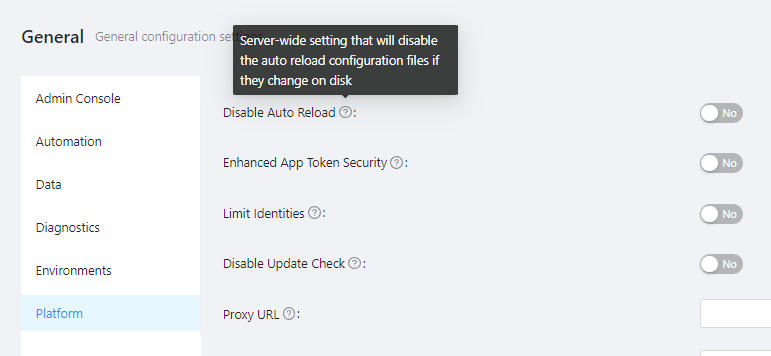 General General configuration se
Server-wide setting that will disable
the auto reload configuration files if
they change on disk
Admin Console
Automation
Data
Diagnostics
Environments
Platform
Disable Auto Reload ? : No
Enhanced App Token Security ? : No
Limit Identities ? : No
Disable Update Check ? : No
Proxy URL ? :